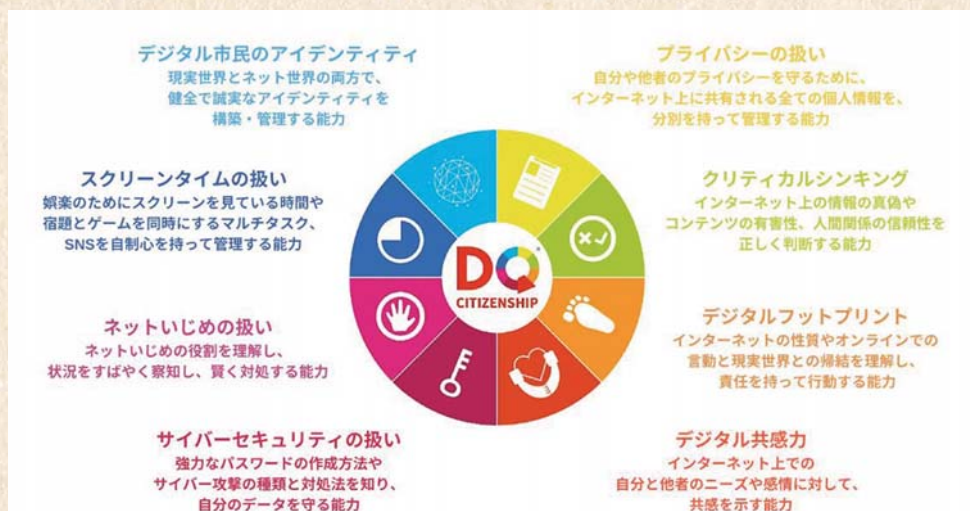 デジタル市民のアイデンティティ
現実世界とネット世界の両方で、
健全で誠実なアイデンティティを
構築・管理する能力
プライバシーの扱い
自分や他者のプライバシーを守るために、
インターネット上に共有される全ての個人情報を、
分別を持って管理する能力
スクリーンタイムの扱い
娯楽のためにスクリーンを見ている時間や
宿題とゲームを同時にするマルチタスク、
SNSを自制心を持って管理する能力
クリティカルシンキング
インターネット上の情報の真偽や
コンテンツの有害性、人間関係の信頼性を
正しく判断する能力
DQ
CITIZENSHIP
ネットいじめの扱い
ネットいじめの役割を理解し、
状況をすばやく察知し、賢く対処する能力
デジタルフットプリント
インターネットの性質やオンラインでの
言動と現実世界との帰結を理解し、
責任を持って行動する能力
サイバーセキュリティの扱い
強力なパスワードの作成方法や
サイバー攻撃の種類と対処法を知り、
自分のデータを守る能力
デジタル共感力
インターネット上での
自分と他者のニーズや感情に対して、
共感を示す能力